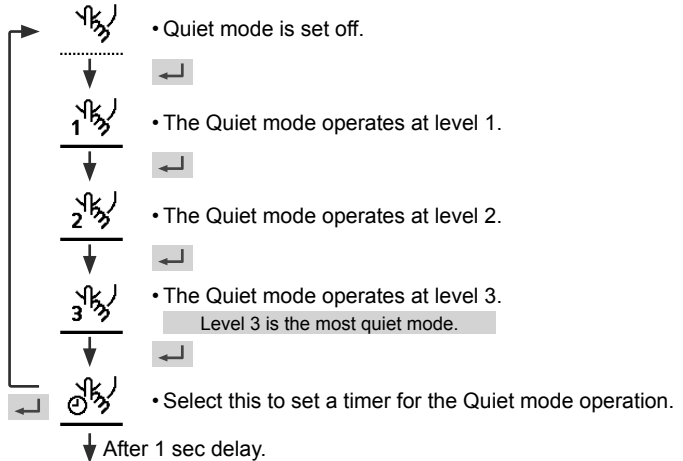 • Quiet mode is set off.
1
• The Quiet mode operates at level 1.
2
• The Quiet mode operates at level 2.
3
• The Quiet mode operates at level 3.
Level 3 is the most quiet mode.
• Select this to set a timer for the Quiet mode operation.
After 1 sec delay.